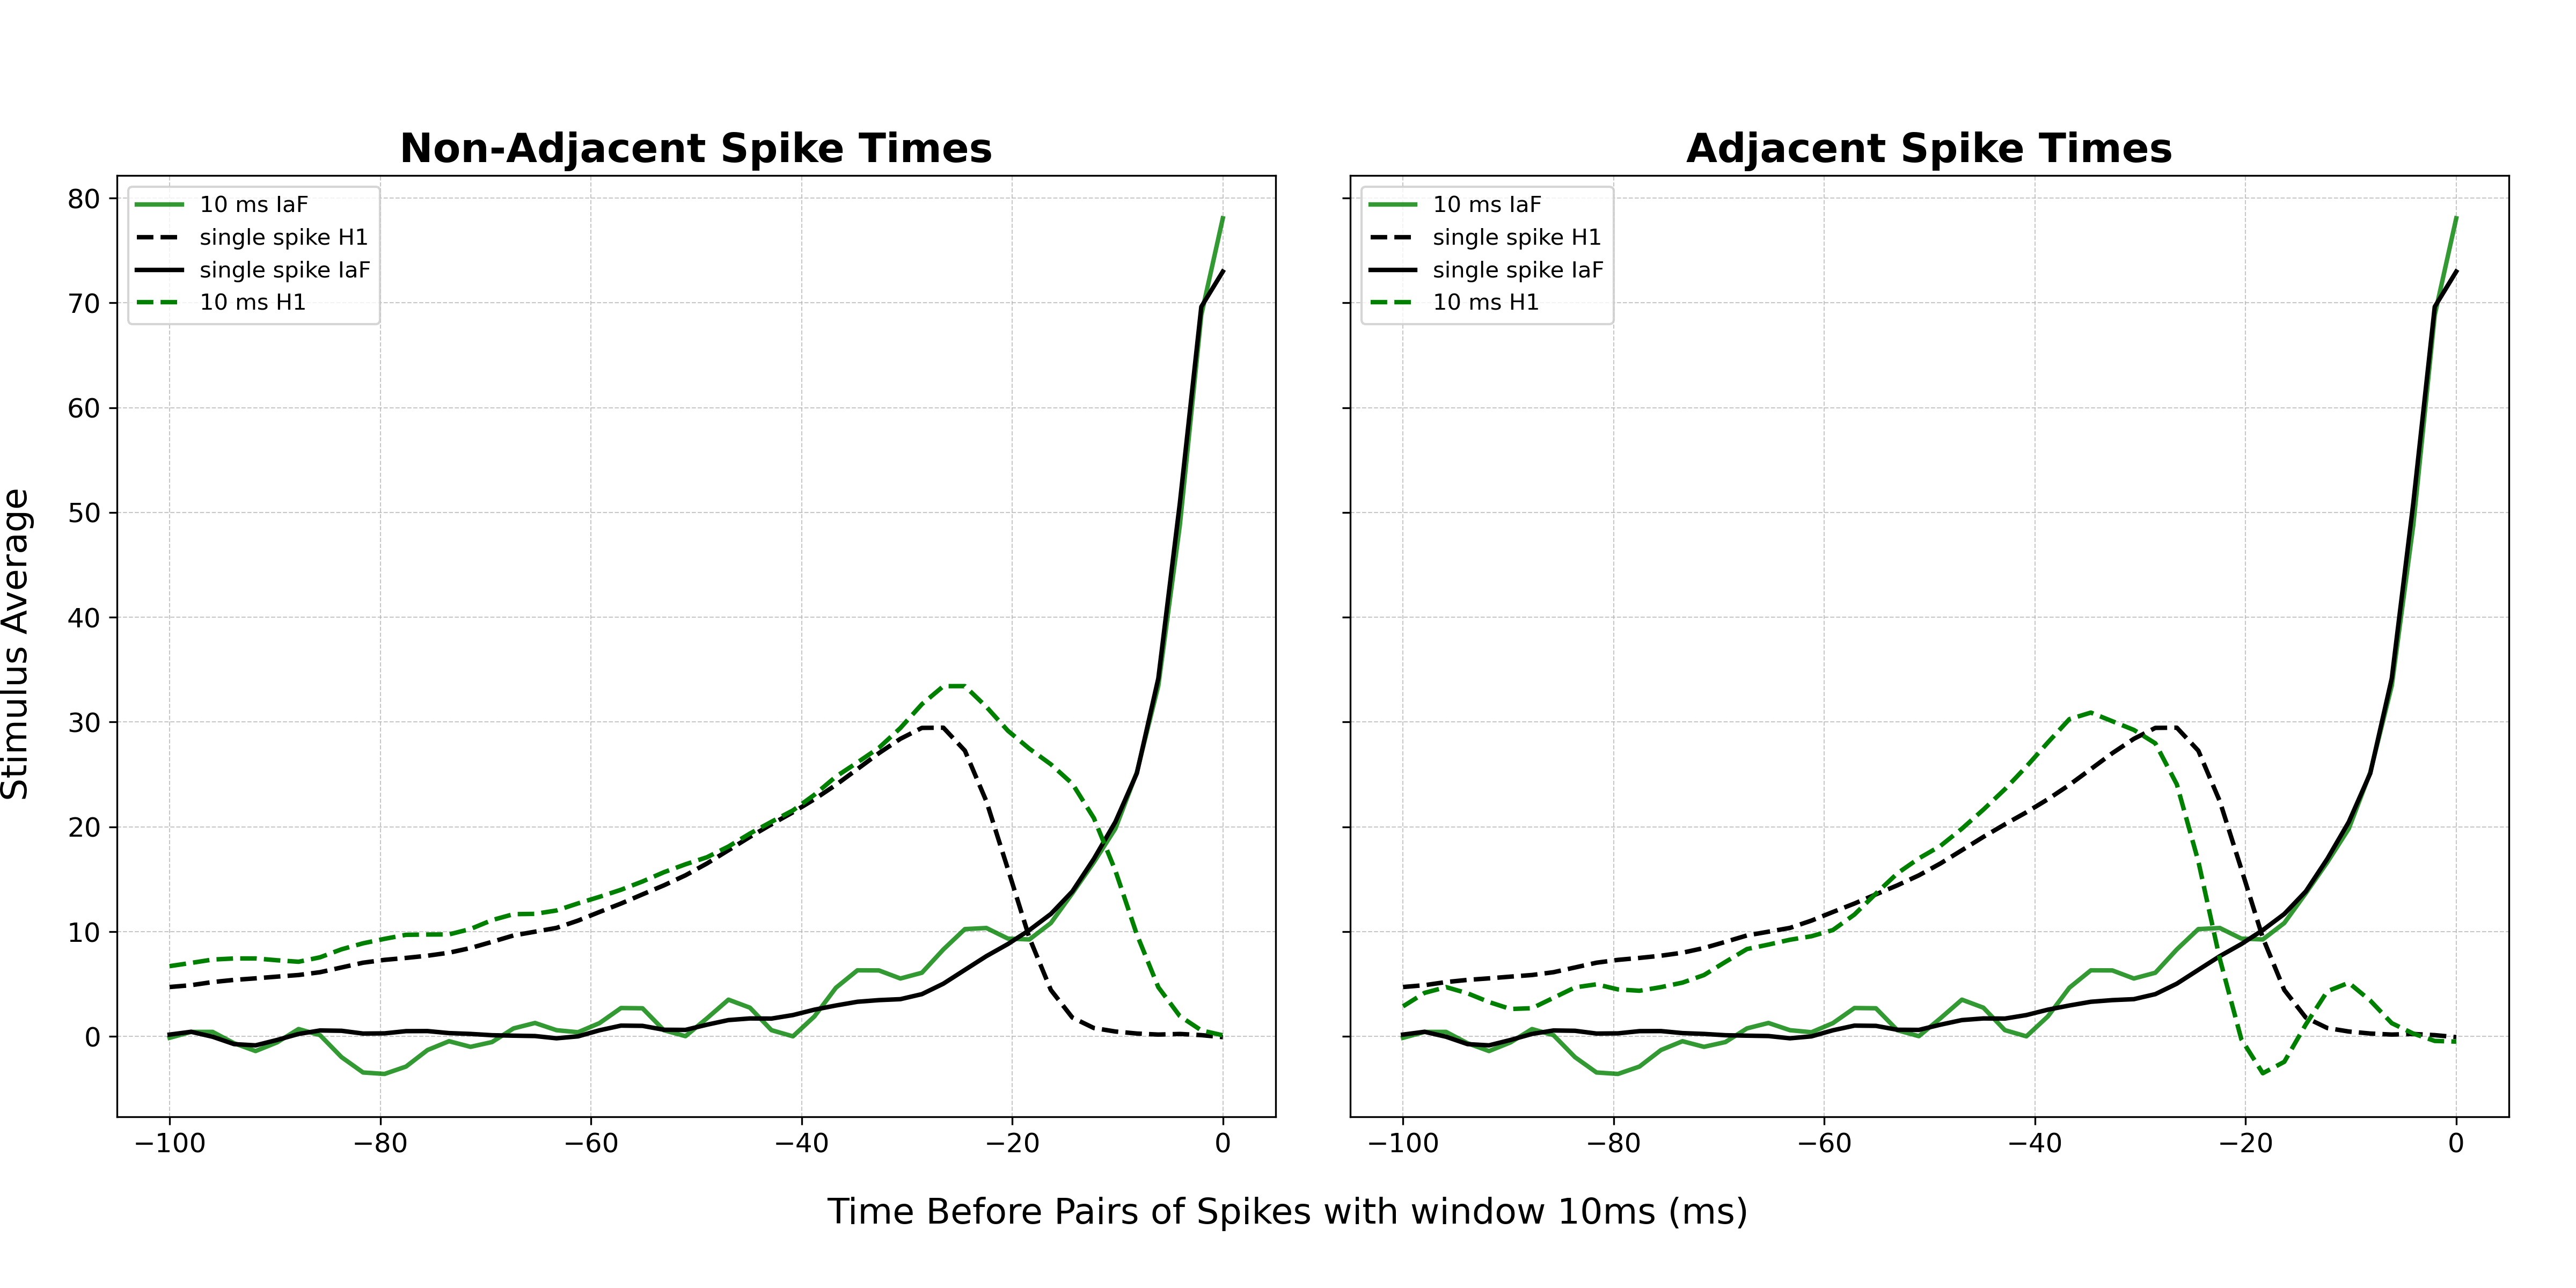 Non-Adjacent Spike Times
Adjacent Spike Times
Stimulus Average
80
70
60
50
40
30
20
10
0
10 ms IaF
single spike H1
single spike IaF
10 ms H1
−100
−80
−60
−40
−20
0
10 ms IaF
single spike H1
single spike IaF
10 ms H1
−100
−80
−60
−40
−20
0
Time Before Pairs of Spikes with window 10ms (ms)